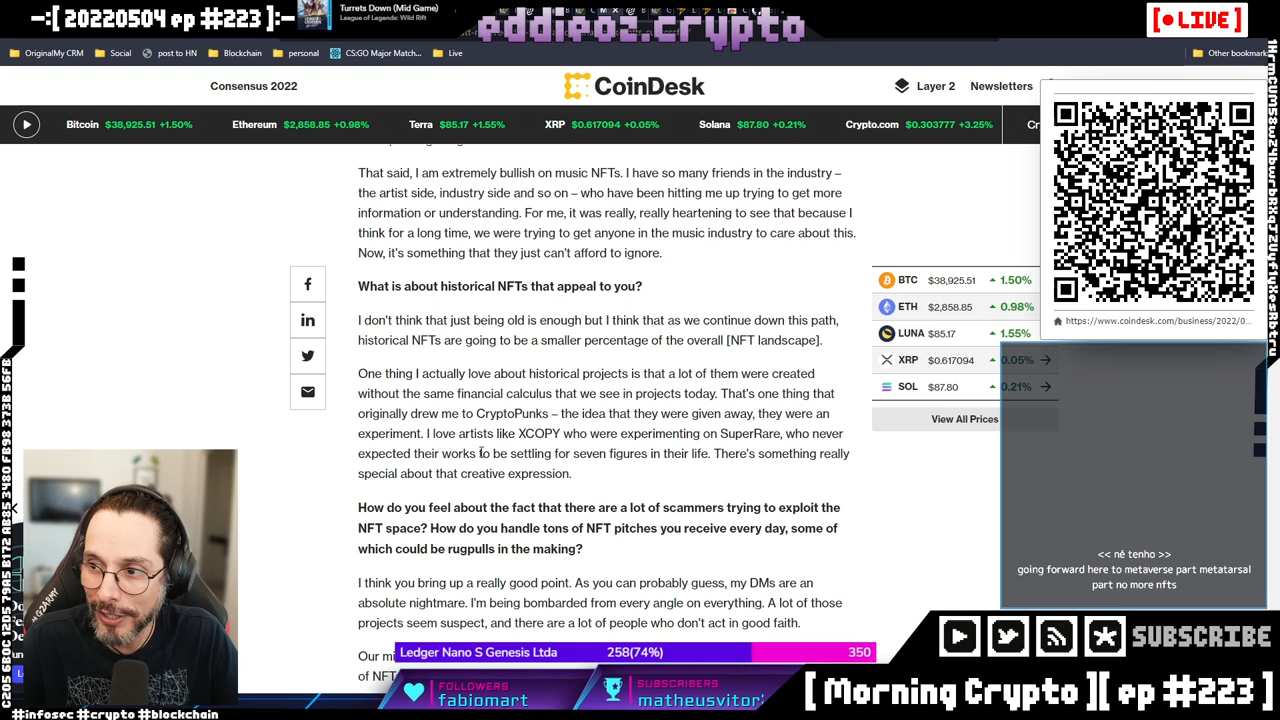 -:[ 20220504 ep #223 ]:-
Turrets Down (Mid Game)
League of Legends: Wild Rift
eddieoz.crypto
[● LIVE]
OriginalMy CRM
Social
post to HN
Blockchain
personal
CS:GO Major Match...
Live
Other bookmark
Consensus 2022
CoinDesk
Layer 2
Newsletters
Bitcoin $38,925.51 +1.50%
Ethereum $2,858.85 +0.98%
Terra $85.17 +1.55%
XRP $0.617094 +0.05%
Solana $87.80 +0.21%
Crypto.com $0.303777 +3.25%
Cr
That said, I am extremely bullish on music NFTs. I have so many friends in the industry –
the artist side, industry side and so on – who have been hitting me up trying to get more
information or understanding. For me, it was really, really heartening to see that because I
think for a long time, we were trying to get anyone in the music industry to care about this.
Now, it's something that they just can't afford to ignore.
What is about historical NFTs that appeal to you?
I don't think that just being old is enough but I think that as we continue down this path,
historical NFTs are going to be a smaller percentage of the overall [NFT landscape].
One thing I actually love about historical projects is that a lot of them were created
without the same financial calculus that we see in projects today. That's one thing that
originally drew me to CryptoPunks – the idea that they were given away, they were an
experiment. I love artists like XCOPY who were experimenting on SuperRare, who never
expected their works to be settling for seven figures in their life. There's something really
special about that creative expression.
How do you feel about the fact that there are a lot of scammers trying to exploit the
NFT space? How do you handle tons of NFT pitches you receive every day, some of
which could be rugpulls in the making?
I think you bring up a really good point. As you can probably guess, my DMs are an
absolute nightmare. I'm being bombarded from every angle on everything. A lot of those
projects seem suspect, and there are a lot of people who don't act in good faith.
Our mi
of NFT
BTC $38,925.51 1.50%
ETH $2,858.85 0.98%
LUNA $85.17 1.55%
XRP $0.617094 0.05%
SOL $87.80 0.21%
View All Prices
https://www.coindesk.com/business/2022/0...
<< né tenho >>
going forward here to metaverse part metatarsal
part no more nfts
Ledger Nano S Genesis Ltda 258(74%) 350
FOLLOWERS
fabiomart
SUBSCRIBERS
matheusvitor
SUBSCRIBE
[ Morning Crypto ][ ep #223 ]
#infosec #crypto #blockchain